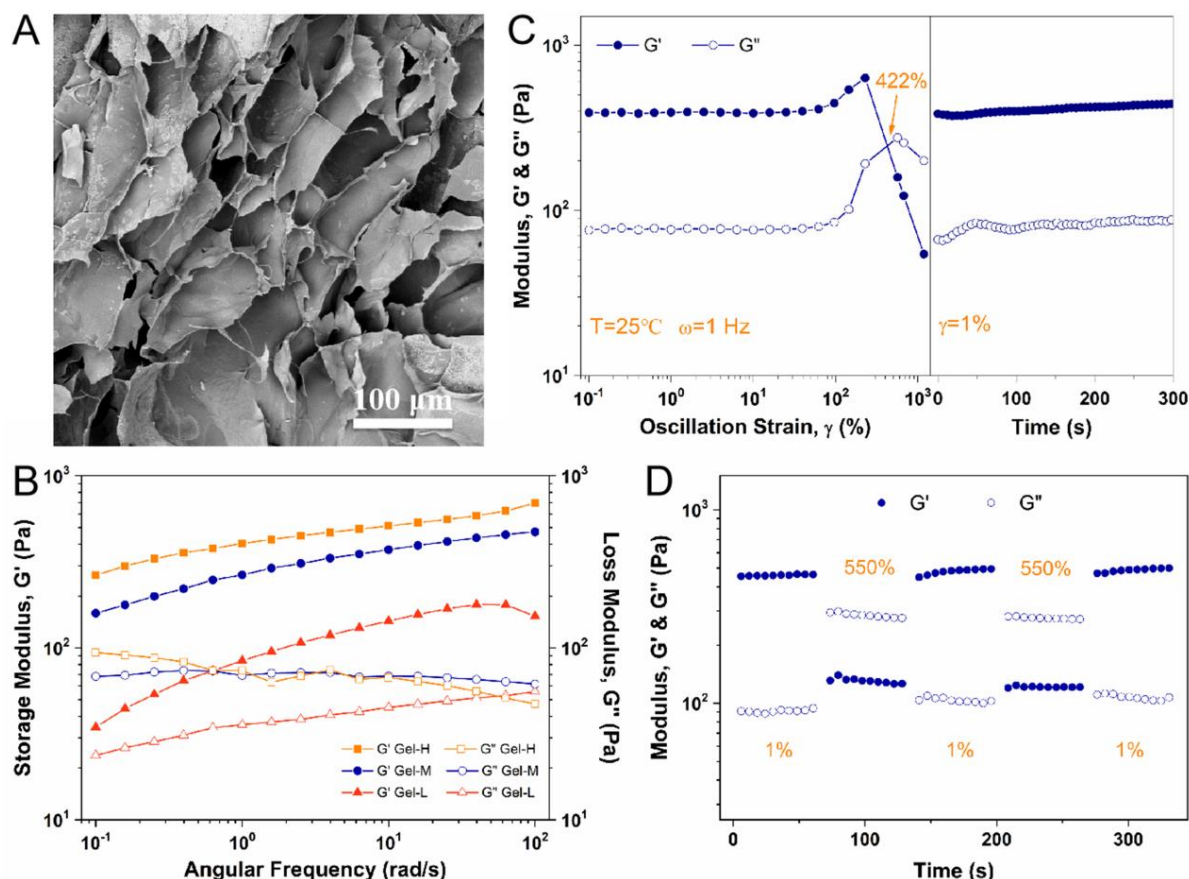 A
100 μm
C
G'
G"
Modulus, G' & G" (Pa)
10³
10²
10¹
422%
T=25℃ ω=1 Hz
γ=1%
10⁻¹ 10⁰ 10¹ 10² 10³ 0 100 200 300
Oscillation Strain, γ (%)
Time (s)
B
Storage Modulus, G' (Pa)
10³
10²
10¹
Loss Modulus, G" (Pa)
10³
10²
10¹
G' Gel-H G" Gel-H
G' Gel-M G" Gel-M
G' Gel-L G" Gel-L
10⁻¹ 10⁰ 10¹ 10²
Angular Frequency (rad/s)
D
G'
G"
Modulus, G' & G" (Pa)
10³
10²
550%
550%
1%
1%
1%
0 100 200 300
Time (s)